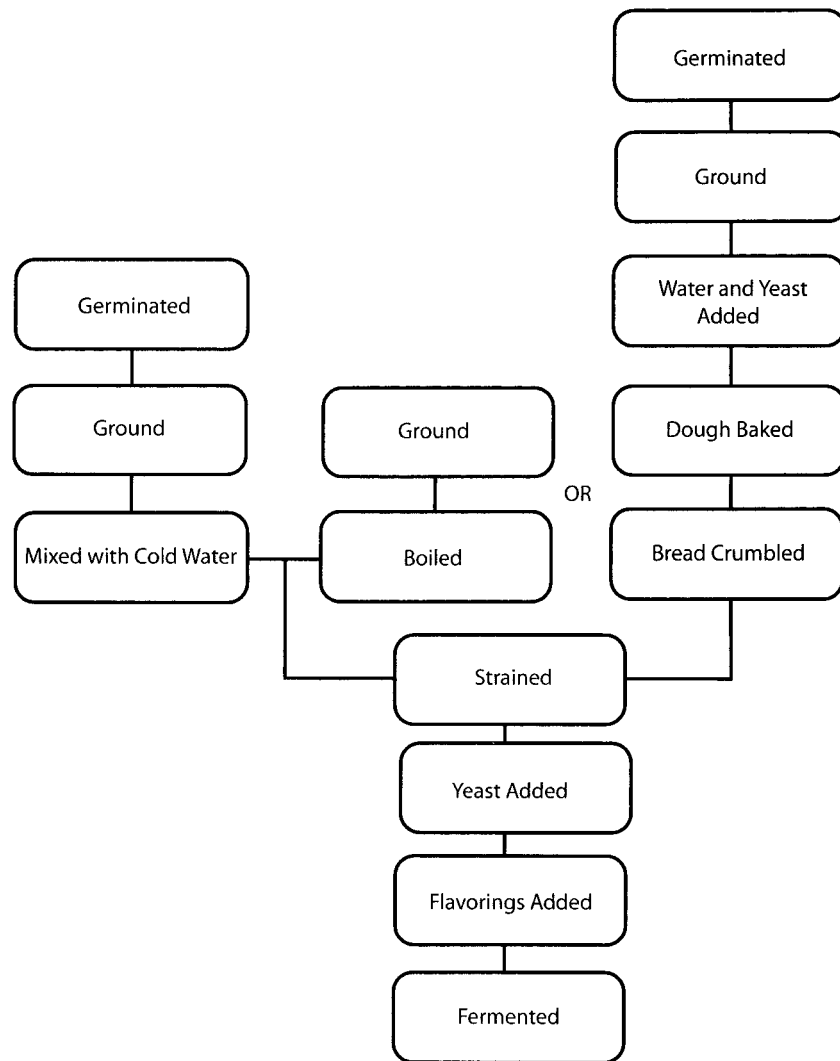 Germinated
Ground
Water and Yeast
Added
Dough Baked
Bread Crumbled
Germinated
Ground
Mixed with Cold Water
Ground
Boiled
OR
Strained
Yeast Added
Flavorings Added
Fermented